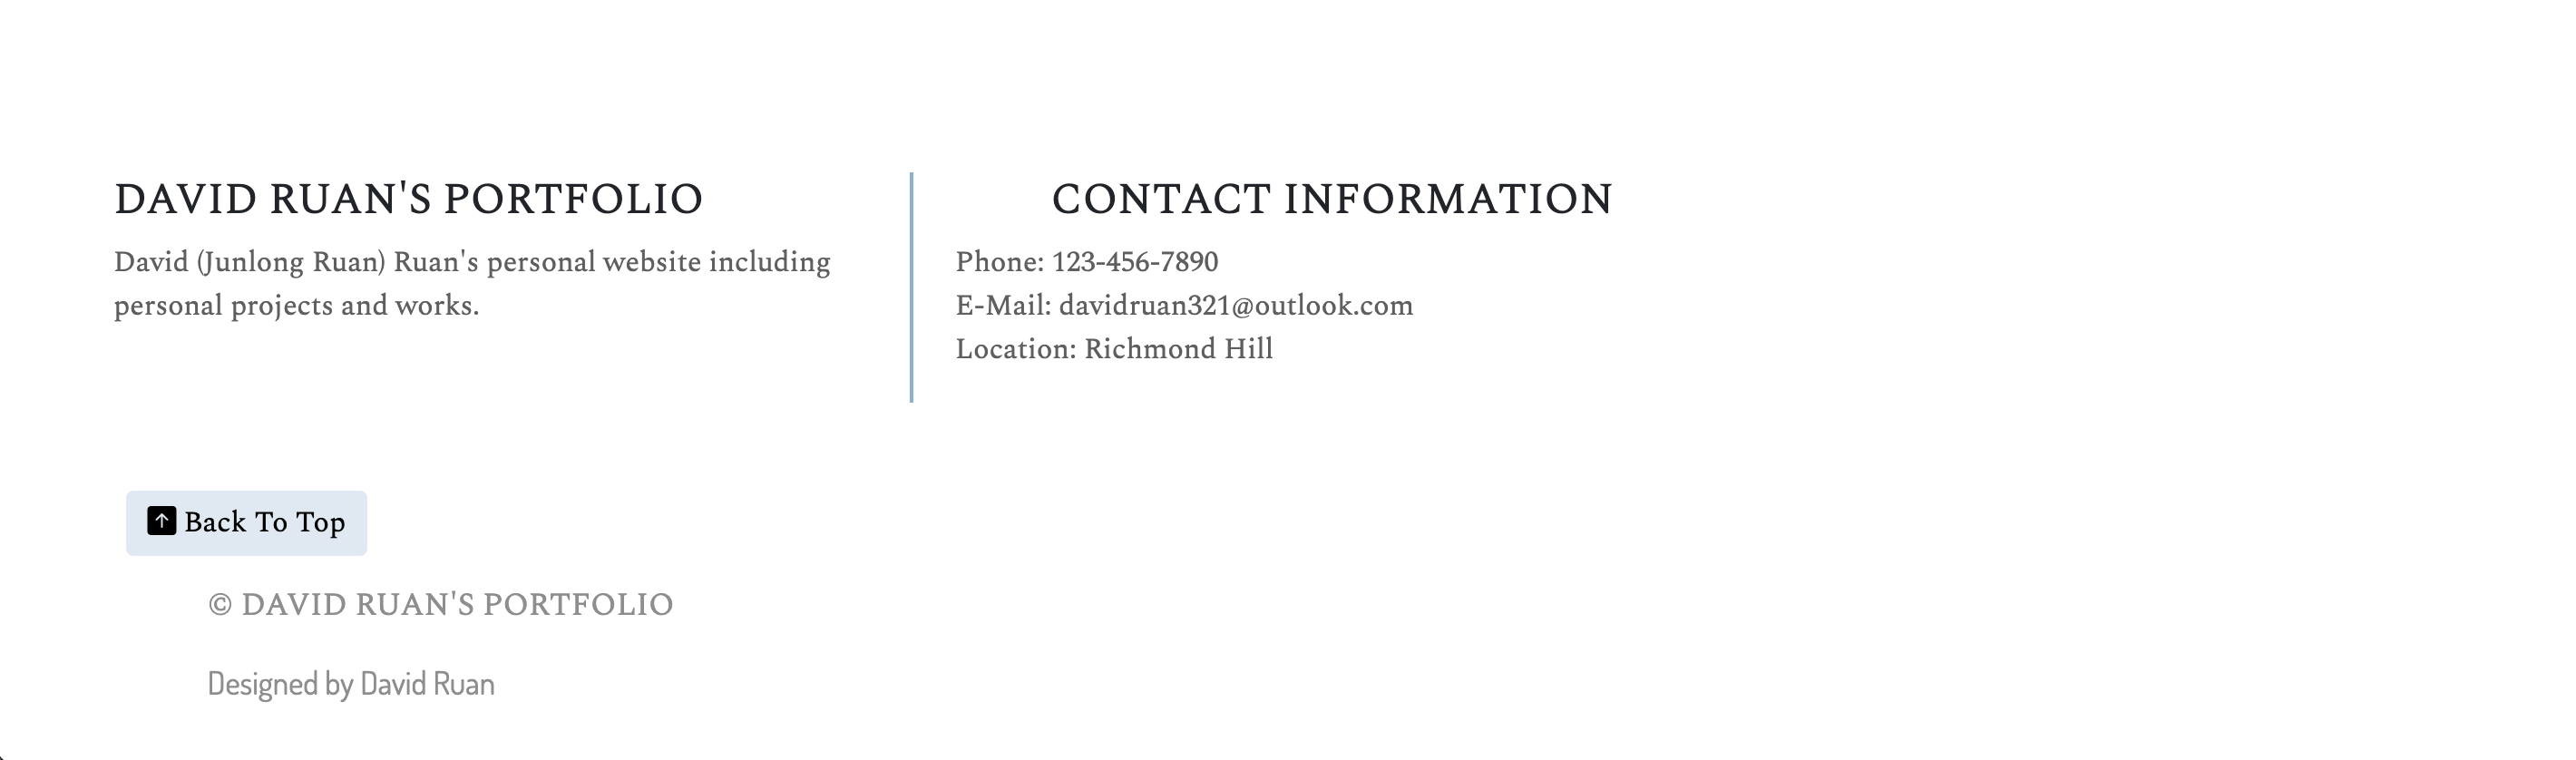 DAVID RUAN'S PORTFOLIO
David (Junlong Ruan) Ruan's personal website including
personal projects and works.
CONTACT INFORMATION
Phone: 123-456-7890
E-Mail: davidruan321@outlook.com
Location: Richmond Hill
Back To Top
© DAVID RUAN'S PORTFOLIO
Designed by David Ruan